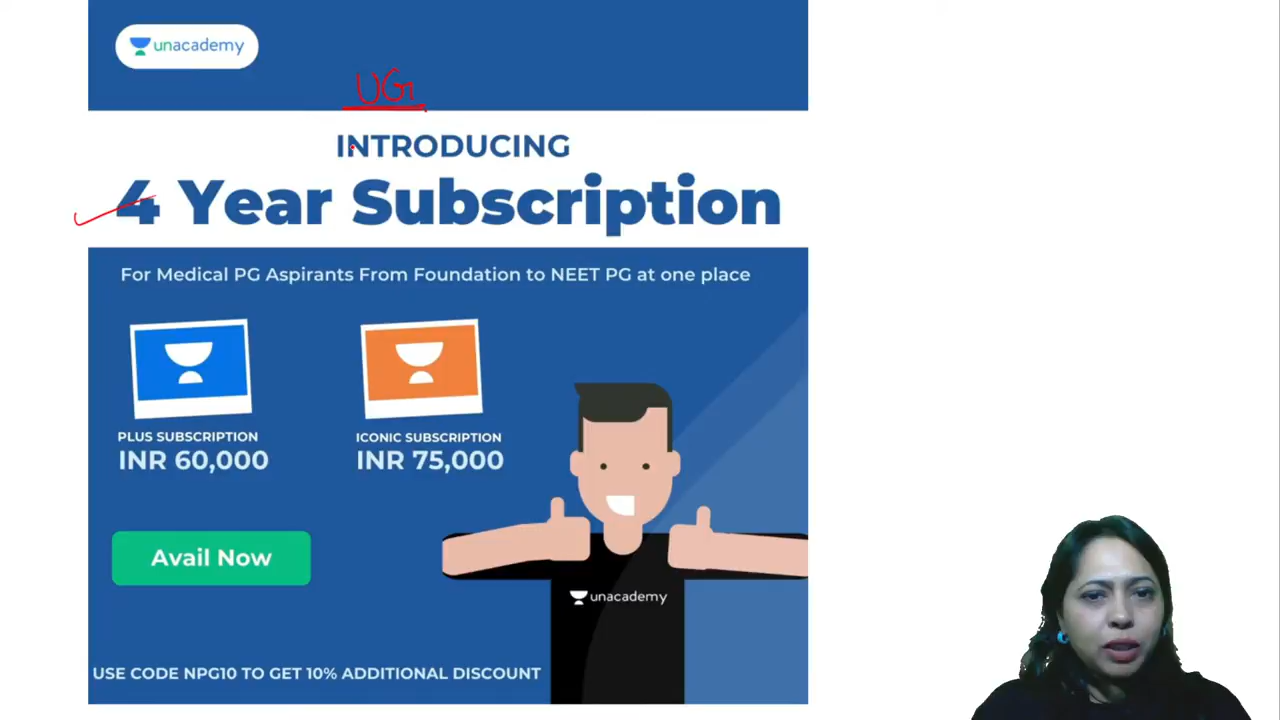 unacademy
UG
INTRODUCING
4 Year Subscription
For Medical PG Aspirants From Foundation to NEET PG at one place
PLUS SUBSCRIPTION
INR 60,000
ICONIC SUBSCRIPTION
INR 75,000
Avail Now
unacademy
USE CODE NPG10 TO GET 10% ADDITIONAL DISCOUNT